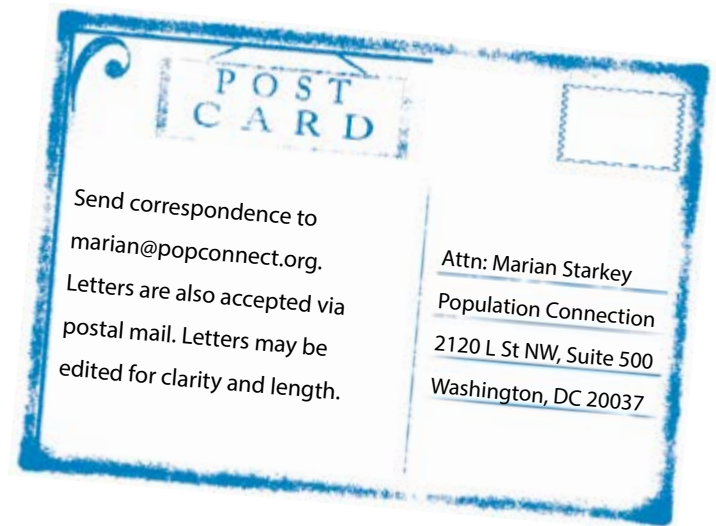 POST
CARD
Send correspondence to
marian@popconnect.org.
Letters are also accepted via
postal mail. Letters may be
edited for clarity and length.
Attn: Marian Starkey
Population Connection
2120 L St NW, Suite 500
Washington, DC 20037